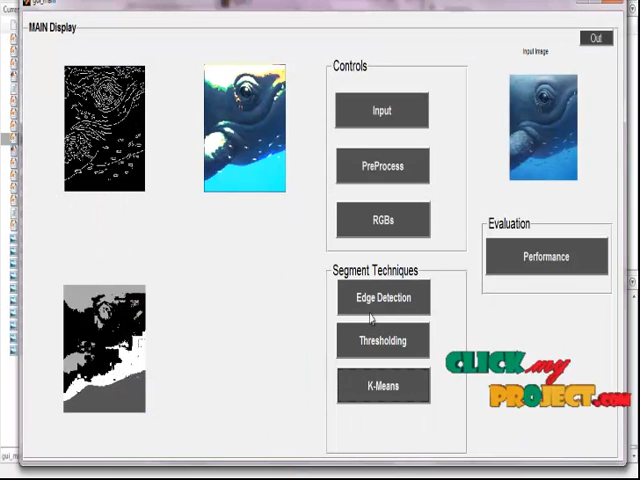 gui_main
MAIN Display
Out
Input Image
Controls
Input
PreProcess
RGBs
Evaluation
Performance
Segment Techniques
Edge Detection
Thresholding
K-Means
CLICK my
PROJECT.COM